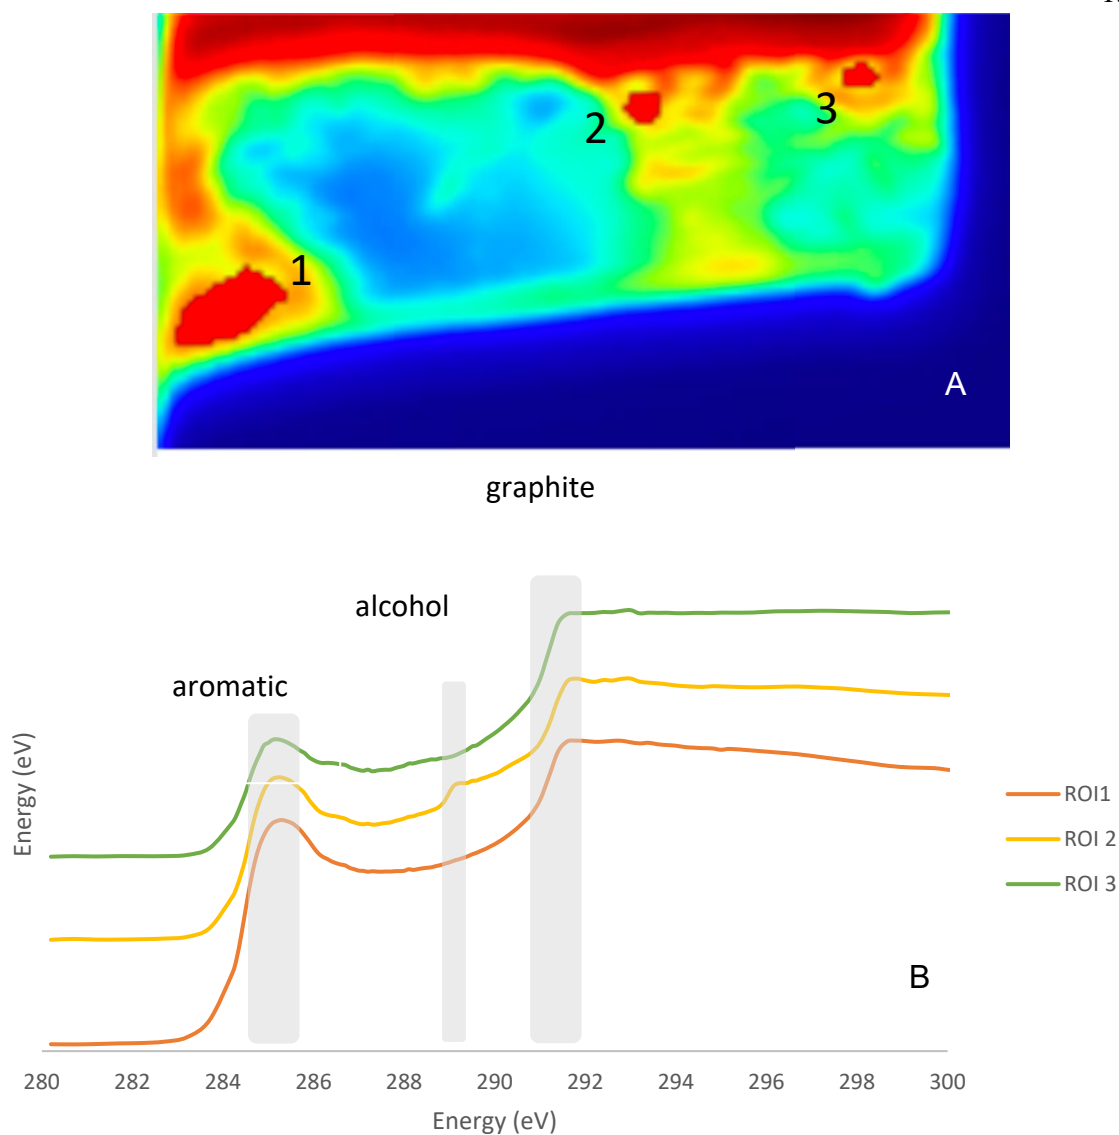 2
3
1
A
graphite
alcohol
aromatic
Energy (eV)
ROI1
ROI 2
ROI 3
B
280 282 284 286 288 290 292 294 296 298 300
Energy (eV)